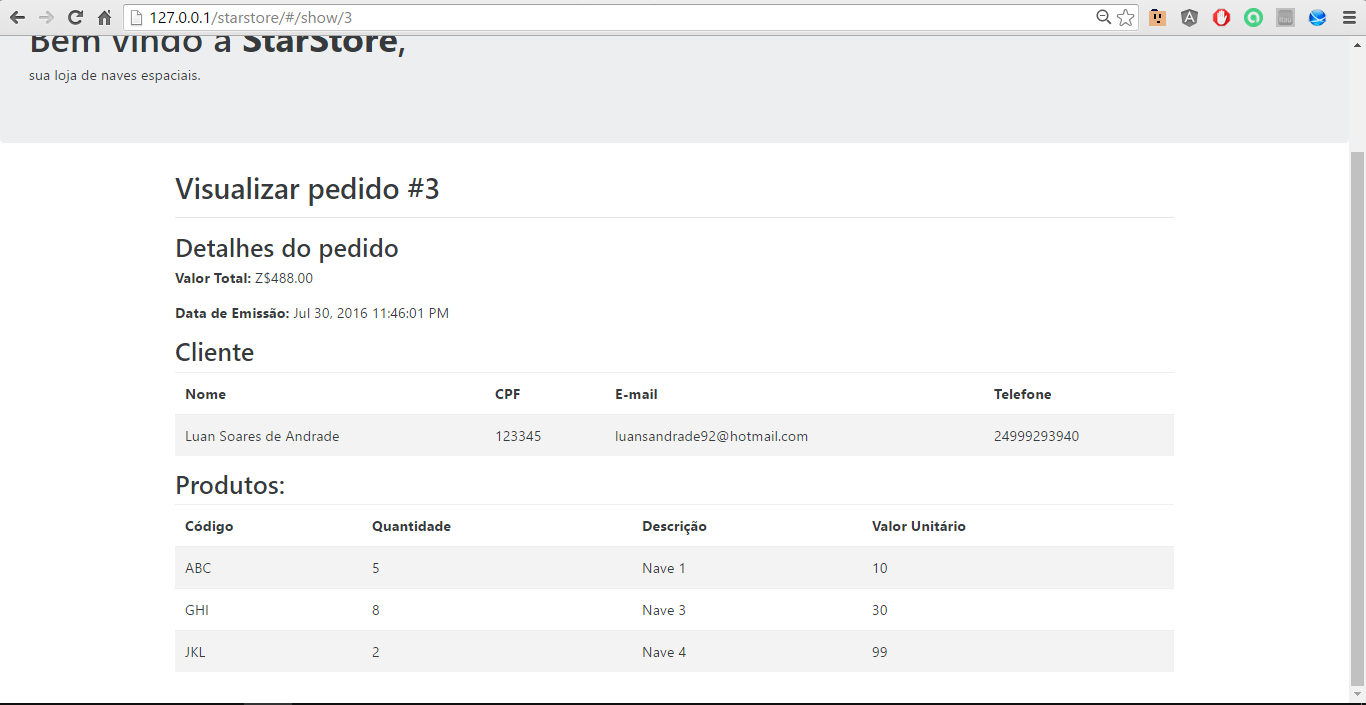 127.0.0.1/starstore/#/show/3
Bem vindo a StarStore,
sua loja de naves espaciais.
Visualizar pedido #3
Detalhes do pedido
Valor Total: Z$488.00
Data de Emissão: Jul 30, 2016 11:46:01 PM
Cliente
Nome CPF E-mail Telefone
Luan Soares de Andrade 123345 luansandrade92@hotmail.com 24999293940
Produtos:
Código Quantidade Descrição Valor Unitário
ABC 5 Nave 1 10
GHI 8 Nave 3 30
JKL 2 Nave 4 99